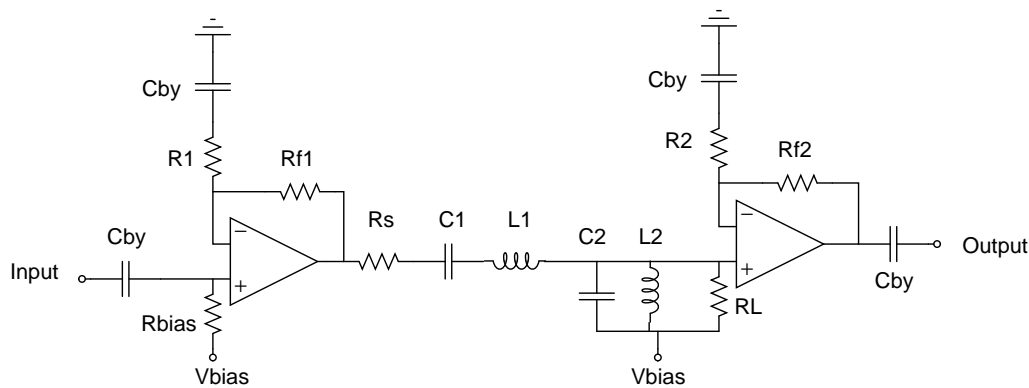 Cby
Cby
R1
Rf1
R2
Rf2
Rs
C1
L1
Cby
C2
L2
Input
Output
−
+
−
+
Cby
Rbias
RL
Vbias
Vbias